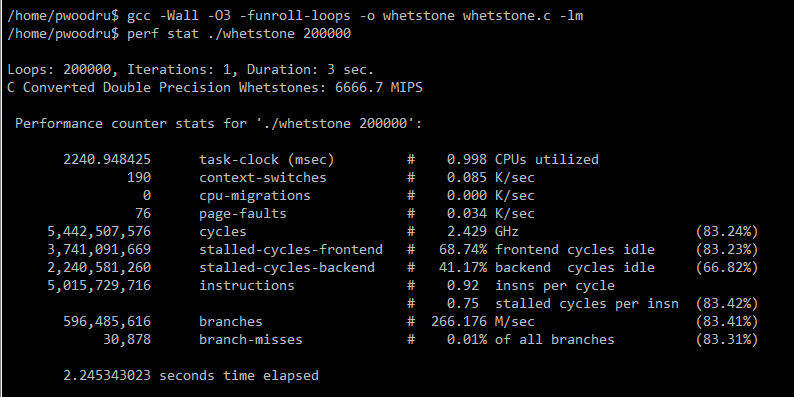 /home/pwoodru$ gcc -Wall -O3 -funroll-loops -o whetstone whetstone.c -lm
/home/pwoodru$ perf stat ./whetstone 200000
Loops: 200000, Iterations: 1, Duration: 3 sec.
C Converted Double Precision Whetstones: 6666.7 MIPS
Performance counter stats for './whetstone 200000':
2240.948425 task-clock (msec) # 0.998 CPUs utilized
190 context-switches # 0.085 K/sec
0 cpu-migrations # 0.000 K/sec
76 page-faults # 0.034 K/sec
5,442,507,576 cycles # 2.429 GHz (83.24%)
3,741,091,669 stalled-cycles-frontend # 68.74% frontend cycles idle (83.23%)
2,240,581,260 stalled-cycles-backend # 41.17% backend cycles idle (66.82%)
5,015,729,716 instructions # 0.92 insns per cycle
# 0.75 stalled cycles per insn (83.42%)
596,485,616 branches # 266.176 M/sec (83.41%)
30,878 branch-misses # 0.01% of all branches (83.31%)
2.245343023 seconds time elapsed